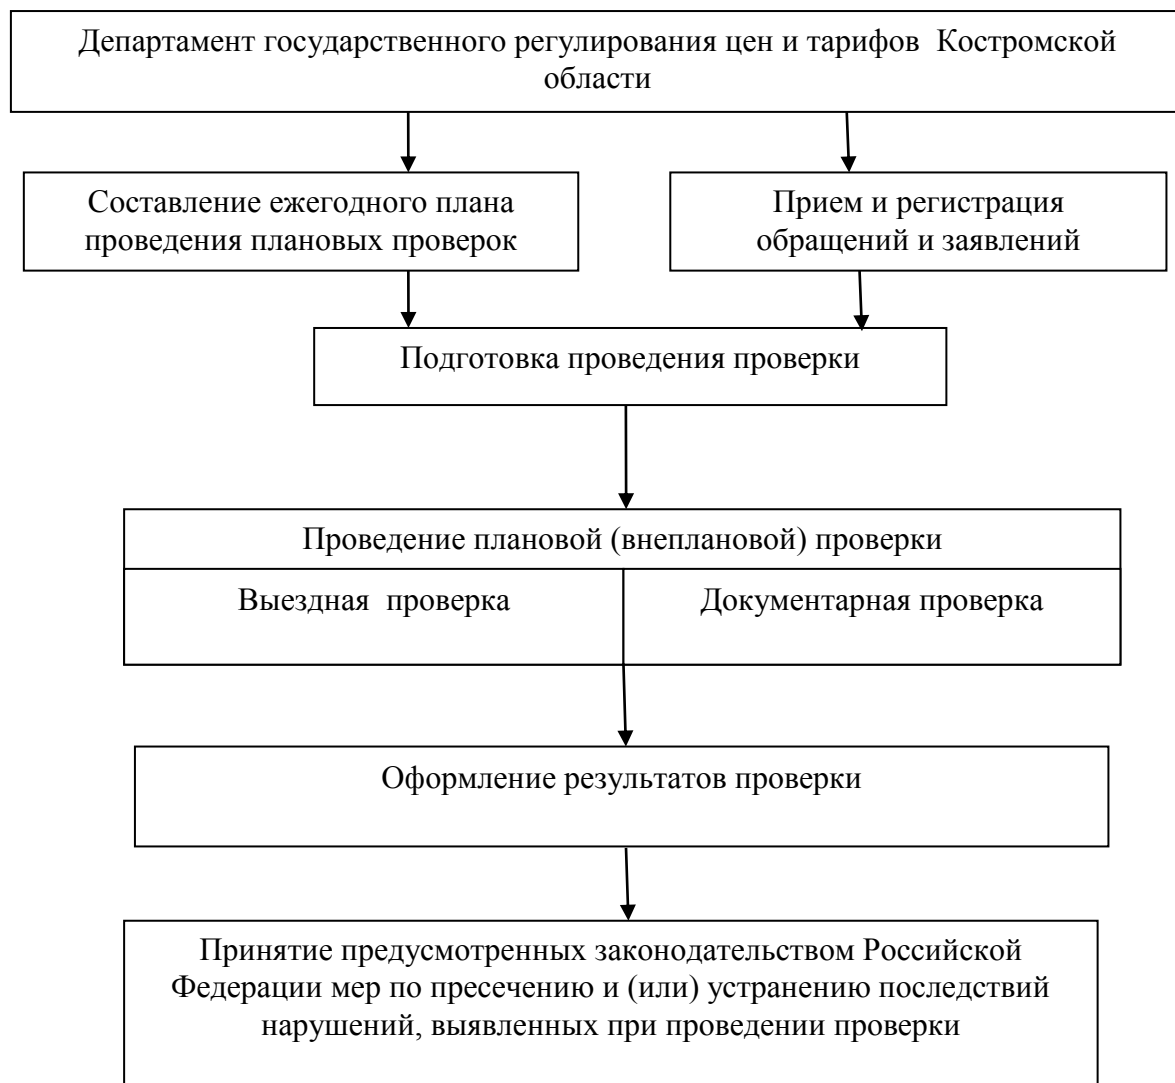 Департамент государственного регулирования цен и тарифов  Костромской
области
Составление ежегодного плана
проведения плановых проверок
Прием и регистрация
обращений и заявлений
Подготовка проведения проверки
Проведение плановой (внеплановой) проверки
Выездная  проверка
Документарная проверка
Оформление результатов проверки
Принятие предусмотренных законодательством Российской
Федерации мер по пресечению и (или) устранению последствий
нарушений, выявленных при проведении проверки